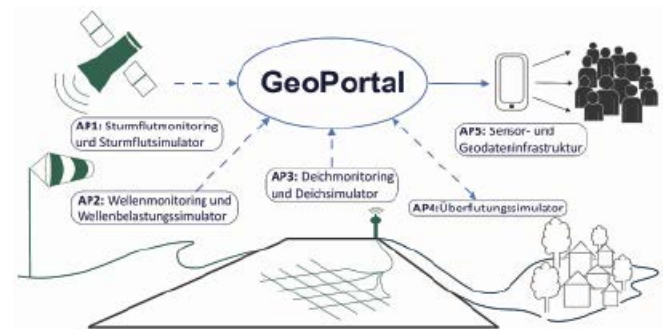 GeoPortal
AP1: Sturmflutmonitoring
und Sturmflutsimulator
AP5: Sensor- und
Geodateninfrastruktur
AP3: Deichmonitoring
und Deichsimulator
AP2: Wellenmonitoring und
Wellenbelastungssimulator
AP4:Überflutungssimulator